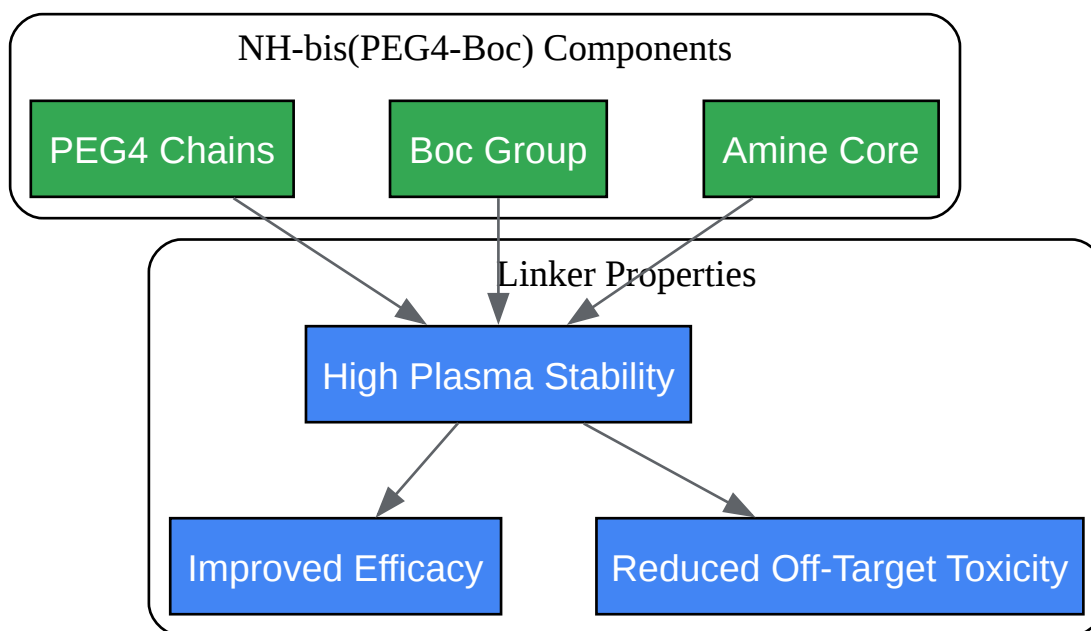 NH-bis(PEG4-Boc) Components
PEG4 Chains
Boc Group
Amine Core
Linker Properties
High Plasma Stability
Improved Efficacy
Reduced Off-Target Toxicity